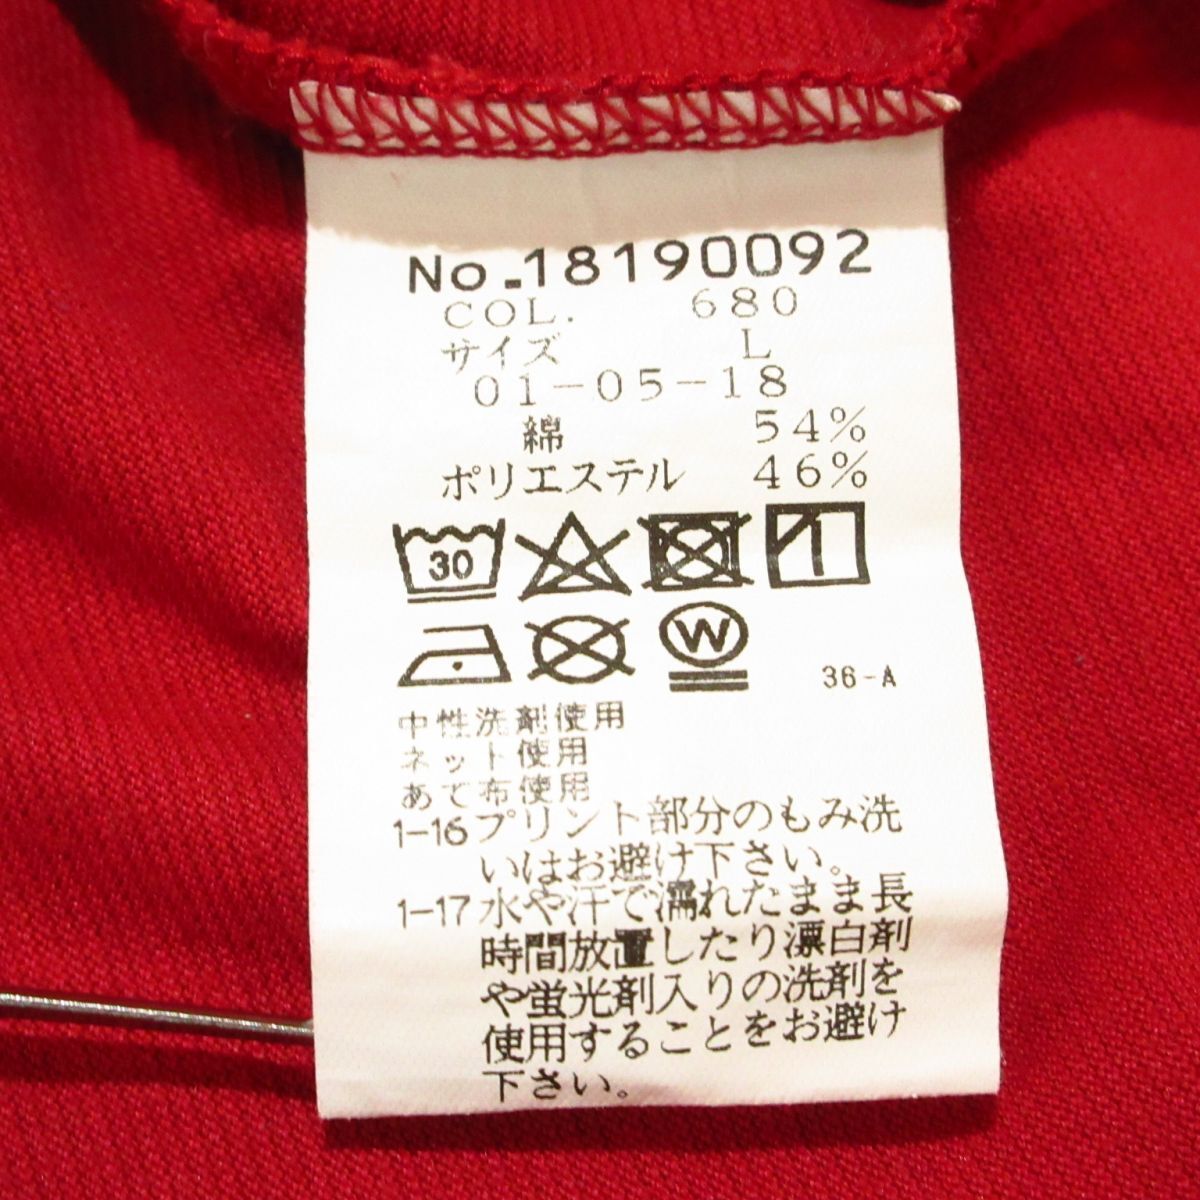 No.18190092
COL. 680
サイズ L
01-05-18
綿 54%
ポリエステル 46%
30
W
36-A
中性洗剤使用
ネット使用
あて布使用
1-16 プリント部分のもみ洗
いはお避け下さい。
1-17 水や汗で濡れたまま長
時間放置したり漂白剤
や蛍光剤入りの洗剤を
使用することをお避け
下さい。